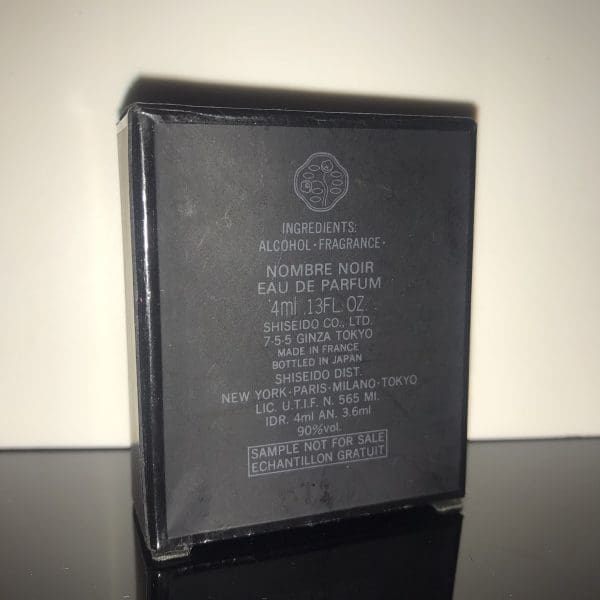 INGREDIENTS:
ALCOHOL·FRAGRANCE·
NOMBRE NOIR
EAU DE PARFUM
4ml .13FL. OZ.
SHISEIDO CO., LTD.
7-5-5 GINZA TOKYO
MADE IN FRANCE
BOTTLED IN JAPAN
SHISEIDO DIST.
NEW YORK·PARIS·MILANO·TOKYO
LIC. U.T.I.F. N. 565 MI.
IDR. 4ml AN. 3.6ml
90%vol.
SAMPLE NOT FOR SALE
ECHANTILLON GRATUIT